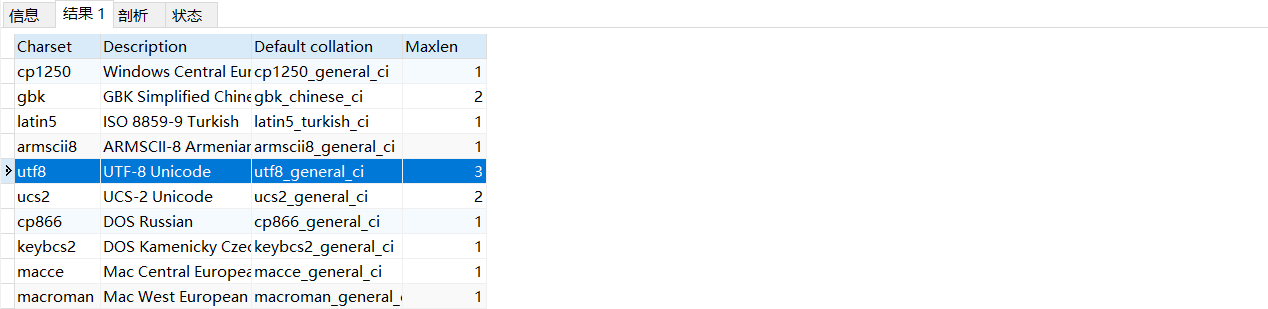 信息 结果 1 剖析 状态
Charset Description Default collation Maxlen
cp1250 Windows Central Eur cp1250_general_ci 1
gbk GBK Simplified Chine gbk_chinese_ci 2
latin5 ISO 8859-9 Turkish latin5_turkish_ci 1
armscii8 ARMSCII-8 Armenian armscii8_general_ci 1
utf8 UTF-8 Unicode utf8_general_ci 3
ucs2 UCS-2 Unicode ucs2_general_ci 2
cp866 DOS Russian cp866_general_ci 1
keybcs2 DOS Kamenicky Czec keybcs2_general_ci 1
macce Mac Central Europea macce_general_ci 1
macroman Mac West European macroman_general_c 1